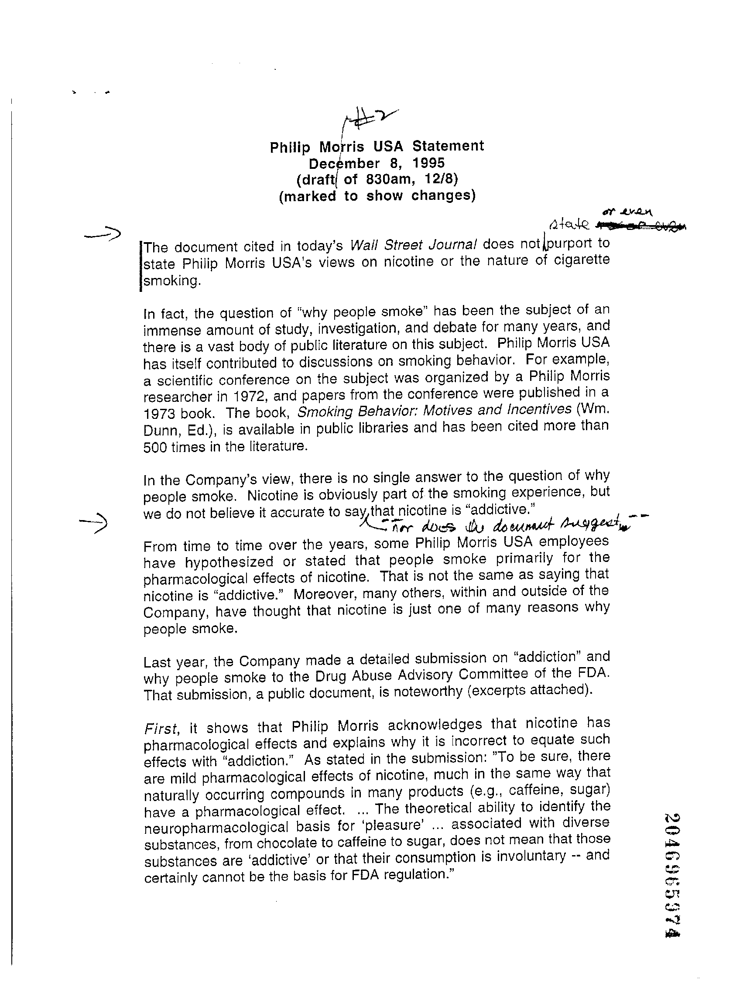 #2
Philip Morris USA Statement
December 8, 1995
(draft of 830am, 12/8)
(marked to show changes)
or even
state
The document cited in today's Wall Street Journal does not purport to
state Philip Morris USA's views on nicotine or the nature of cigarette
smoking.
In fact, the question of "why people smoke" has been the subject of an
immense amount of study, investigation, and debate for many years, and
there is a vast body of public literature on this subject. Philip Morris USA
has itself contributed to discussions on smoking behavior. For example,
a scientific conference on the subject was organized by a Philip Morris
researcher in 1972, and papers from the conference were published in a
1973 book. The book, Smoking Behavior: Motives and Incentives (Wm.
Dunn, Ed.), is available in public libraries and has been cited more than
500 times in the literature.
In the Company's view, there is no single answer to the question of why
people smoke. Nicotine is obviously part of the smoking experience, but
we do not believe it accurate to say that nicotine is "addictive."
-- nor does the document suggest --
From time to time over the years, some Philip Morris USA employees
have hypothesized or stated that people smoke primarily for the
pharmacological effects of nicotine. That is not the same as saying that
nicotine is "addictive." Moreover, many others, within and outside of the
Company, have thought that nicotine is just one of many reasons why
people smoke.
Last year, the Company made a detailed submission on "addiction" and
why people smoke to the Drug Abuse Advisory Committee of the FDA.
That submission, a public document, is noteworthy (excerpts attached).
First, it shows that Philip Morris acknowledges that nicotine has
pharmacological effects and explains why it is incorrect to equate such
effects with "addiction." As stated in the submission: "To be sure, there
are mild pharmacological effects of nicotine, much in the same way that
naturally occurring compounds in many products (e.g., caffeine, sugar)
have a pharmacological effect. ... The theoretical ability to identify the
neuropharmacological basis for 'pleasure' ... associated with diverse
substances, from chocolate to caffeine to sugar, does not mean that those
substances are 'addictive' or that their consumption is involuntary -- and
certainly cannot be the basis for FDA regulation."
2046965974